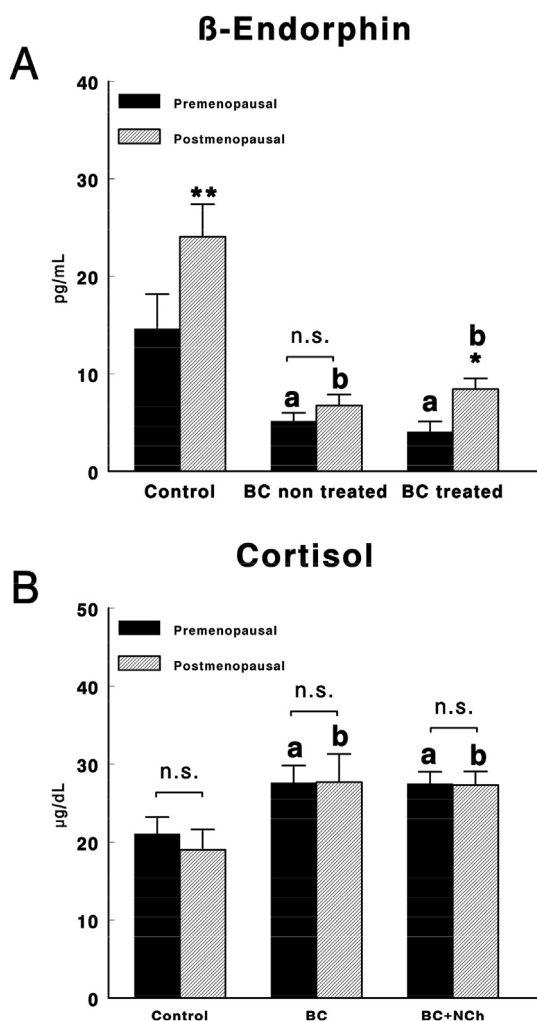 ß-Endorphin
A
40
Premenopausal
Postmenopausal
**
30
pg/mL
20
n.s.
b
*
10
a b a
0
Control BC non treated BC treated
Cortisol
B
50
Premenopausal
Postmenopausal
40
n.s. n.s.
a b a b
30
n.s.
µg/dL
20
10
0
Control BC BC+NCh